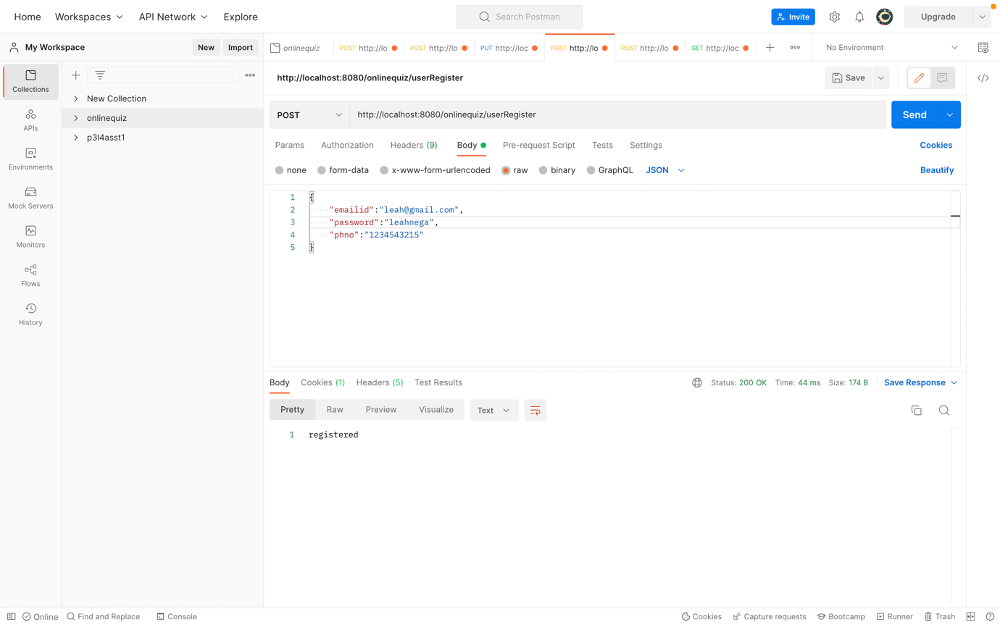 Home Workspaces API Network Explore Search Postman Invite Upgrade
My Workspace New Import onlinequiz POST http://lo POST http://lo PUT http://loc POST http://lo POST http://lo GET http://loc No Environment
Collections
APIs
Environments
Mock Servers
Monitors
Flows
History
New Collection
onlinequiz
p3l4asst1
http://localhost:8080/onlinequiz/userRegister Save
POST http://localhost:8080/onlinequiz/userRegister Send
Params Authorization Headers (9) Body Pre-request Script Tests Settings Cookies
none form-data x-www-form-urlencoded raw binary GraphQL JSON Beautify
1 {
2 "emailid":"leah@gmail.com",
3 "password":"leahnega",
4 "phno":"1234543215"
5 }
Body Cookies (1) Headers (5) Test Results Status: 200 OK Time: 44 ms Size: 174 B Save Response
Pretty Raw Preview Visualize Text
1 registered
Online Find and Replace Console Cookies Capture requests Bootcamp Runner Trash